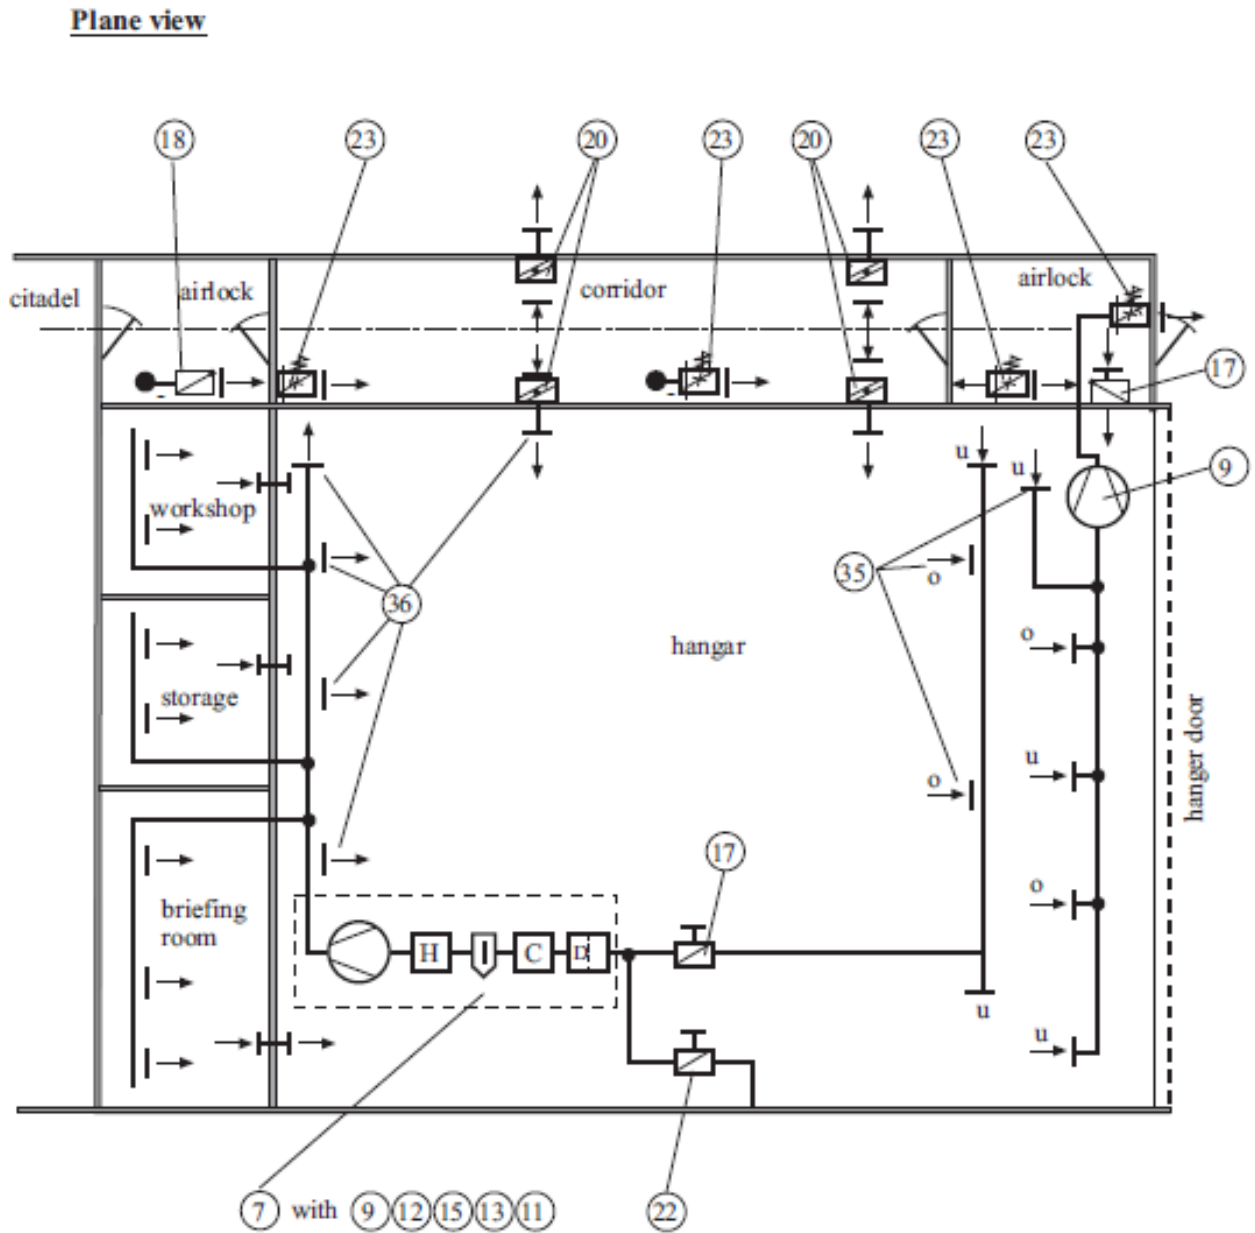 Plane view
18 23 20 23 20 23 23
citadel airlock corridor airlock
17
u u 9
workshop
35 o
36
o
hangar
storage
u
o
hanger door
17
o
briefing
room
H C D
u
u
7 with 9 12 15 13 11 22